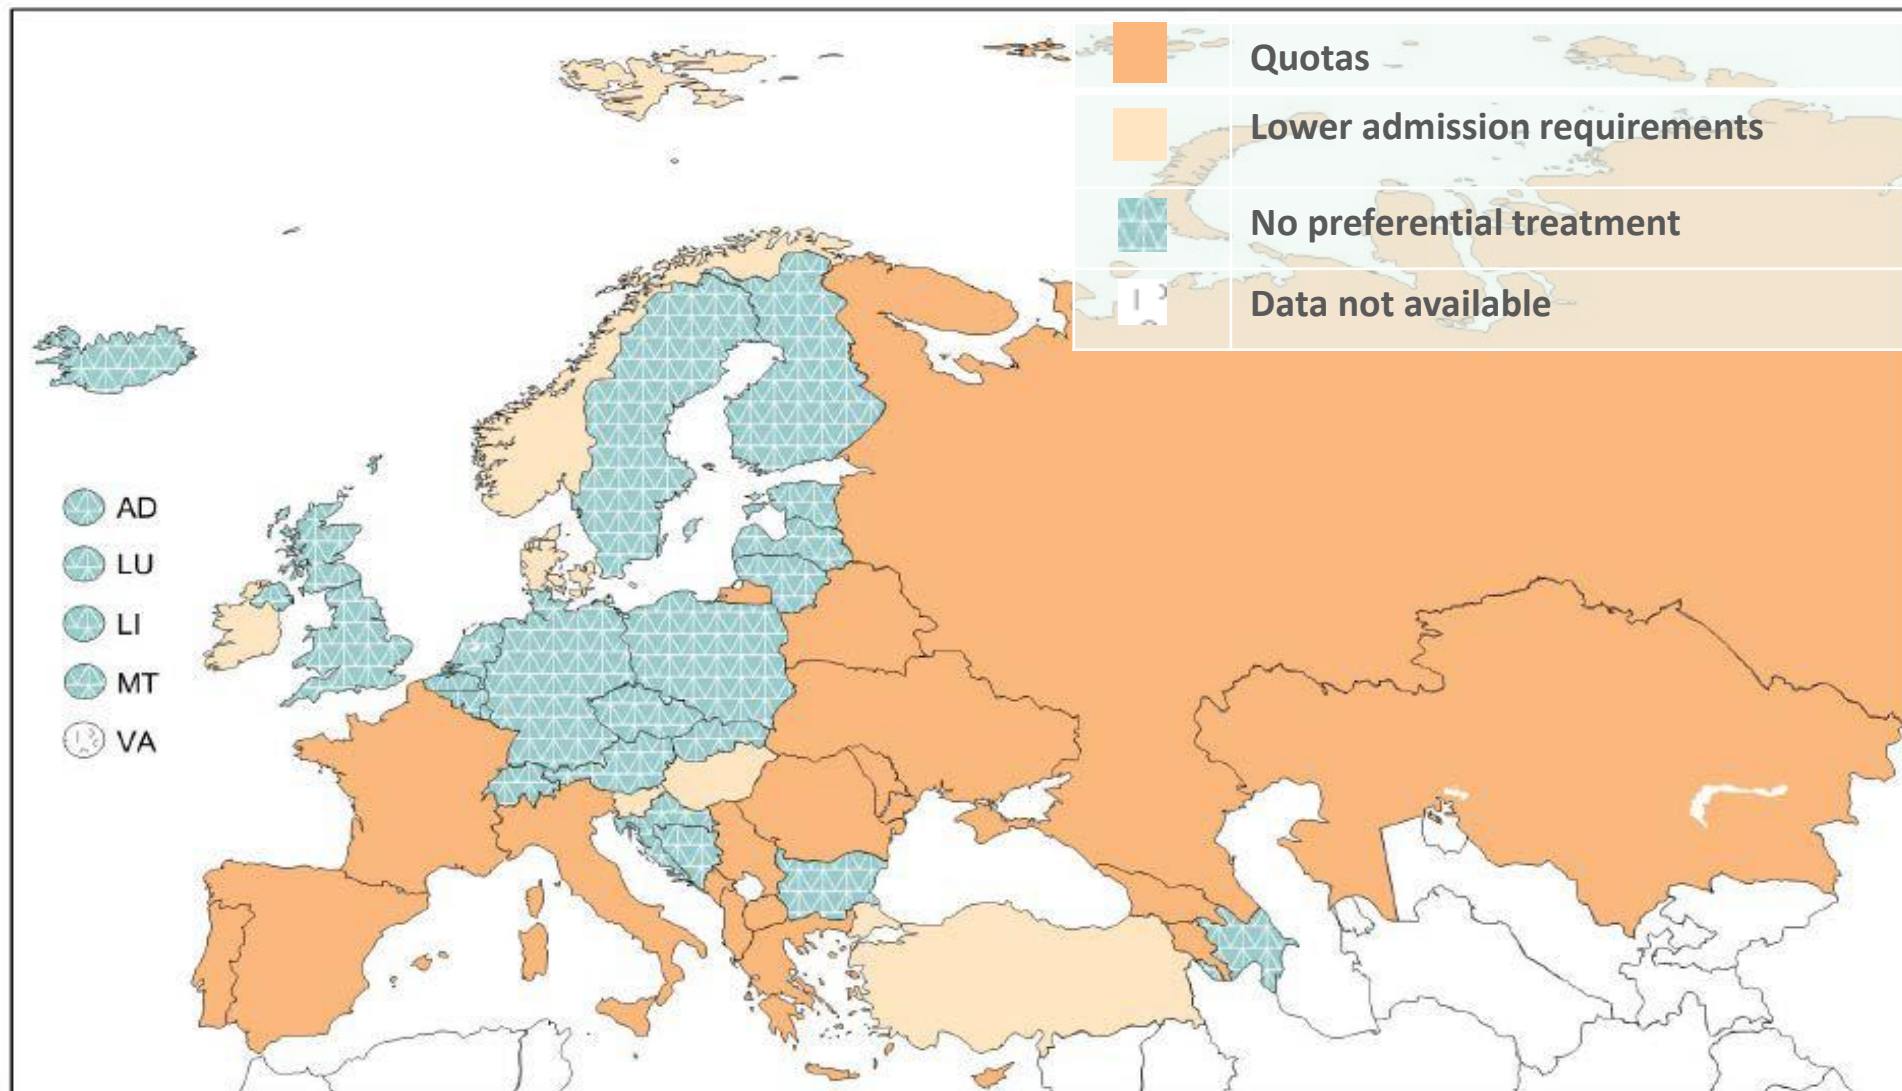 Quotas
Lower admission requirements
No preferential treatment
Data not available
AD
LU
LI
MT
VA